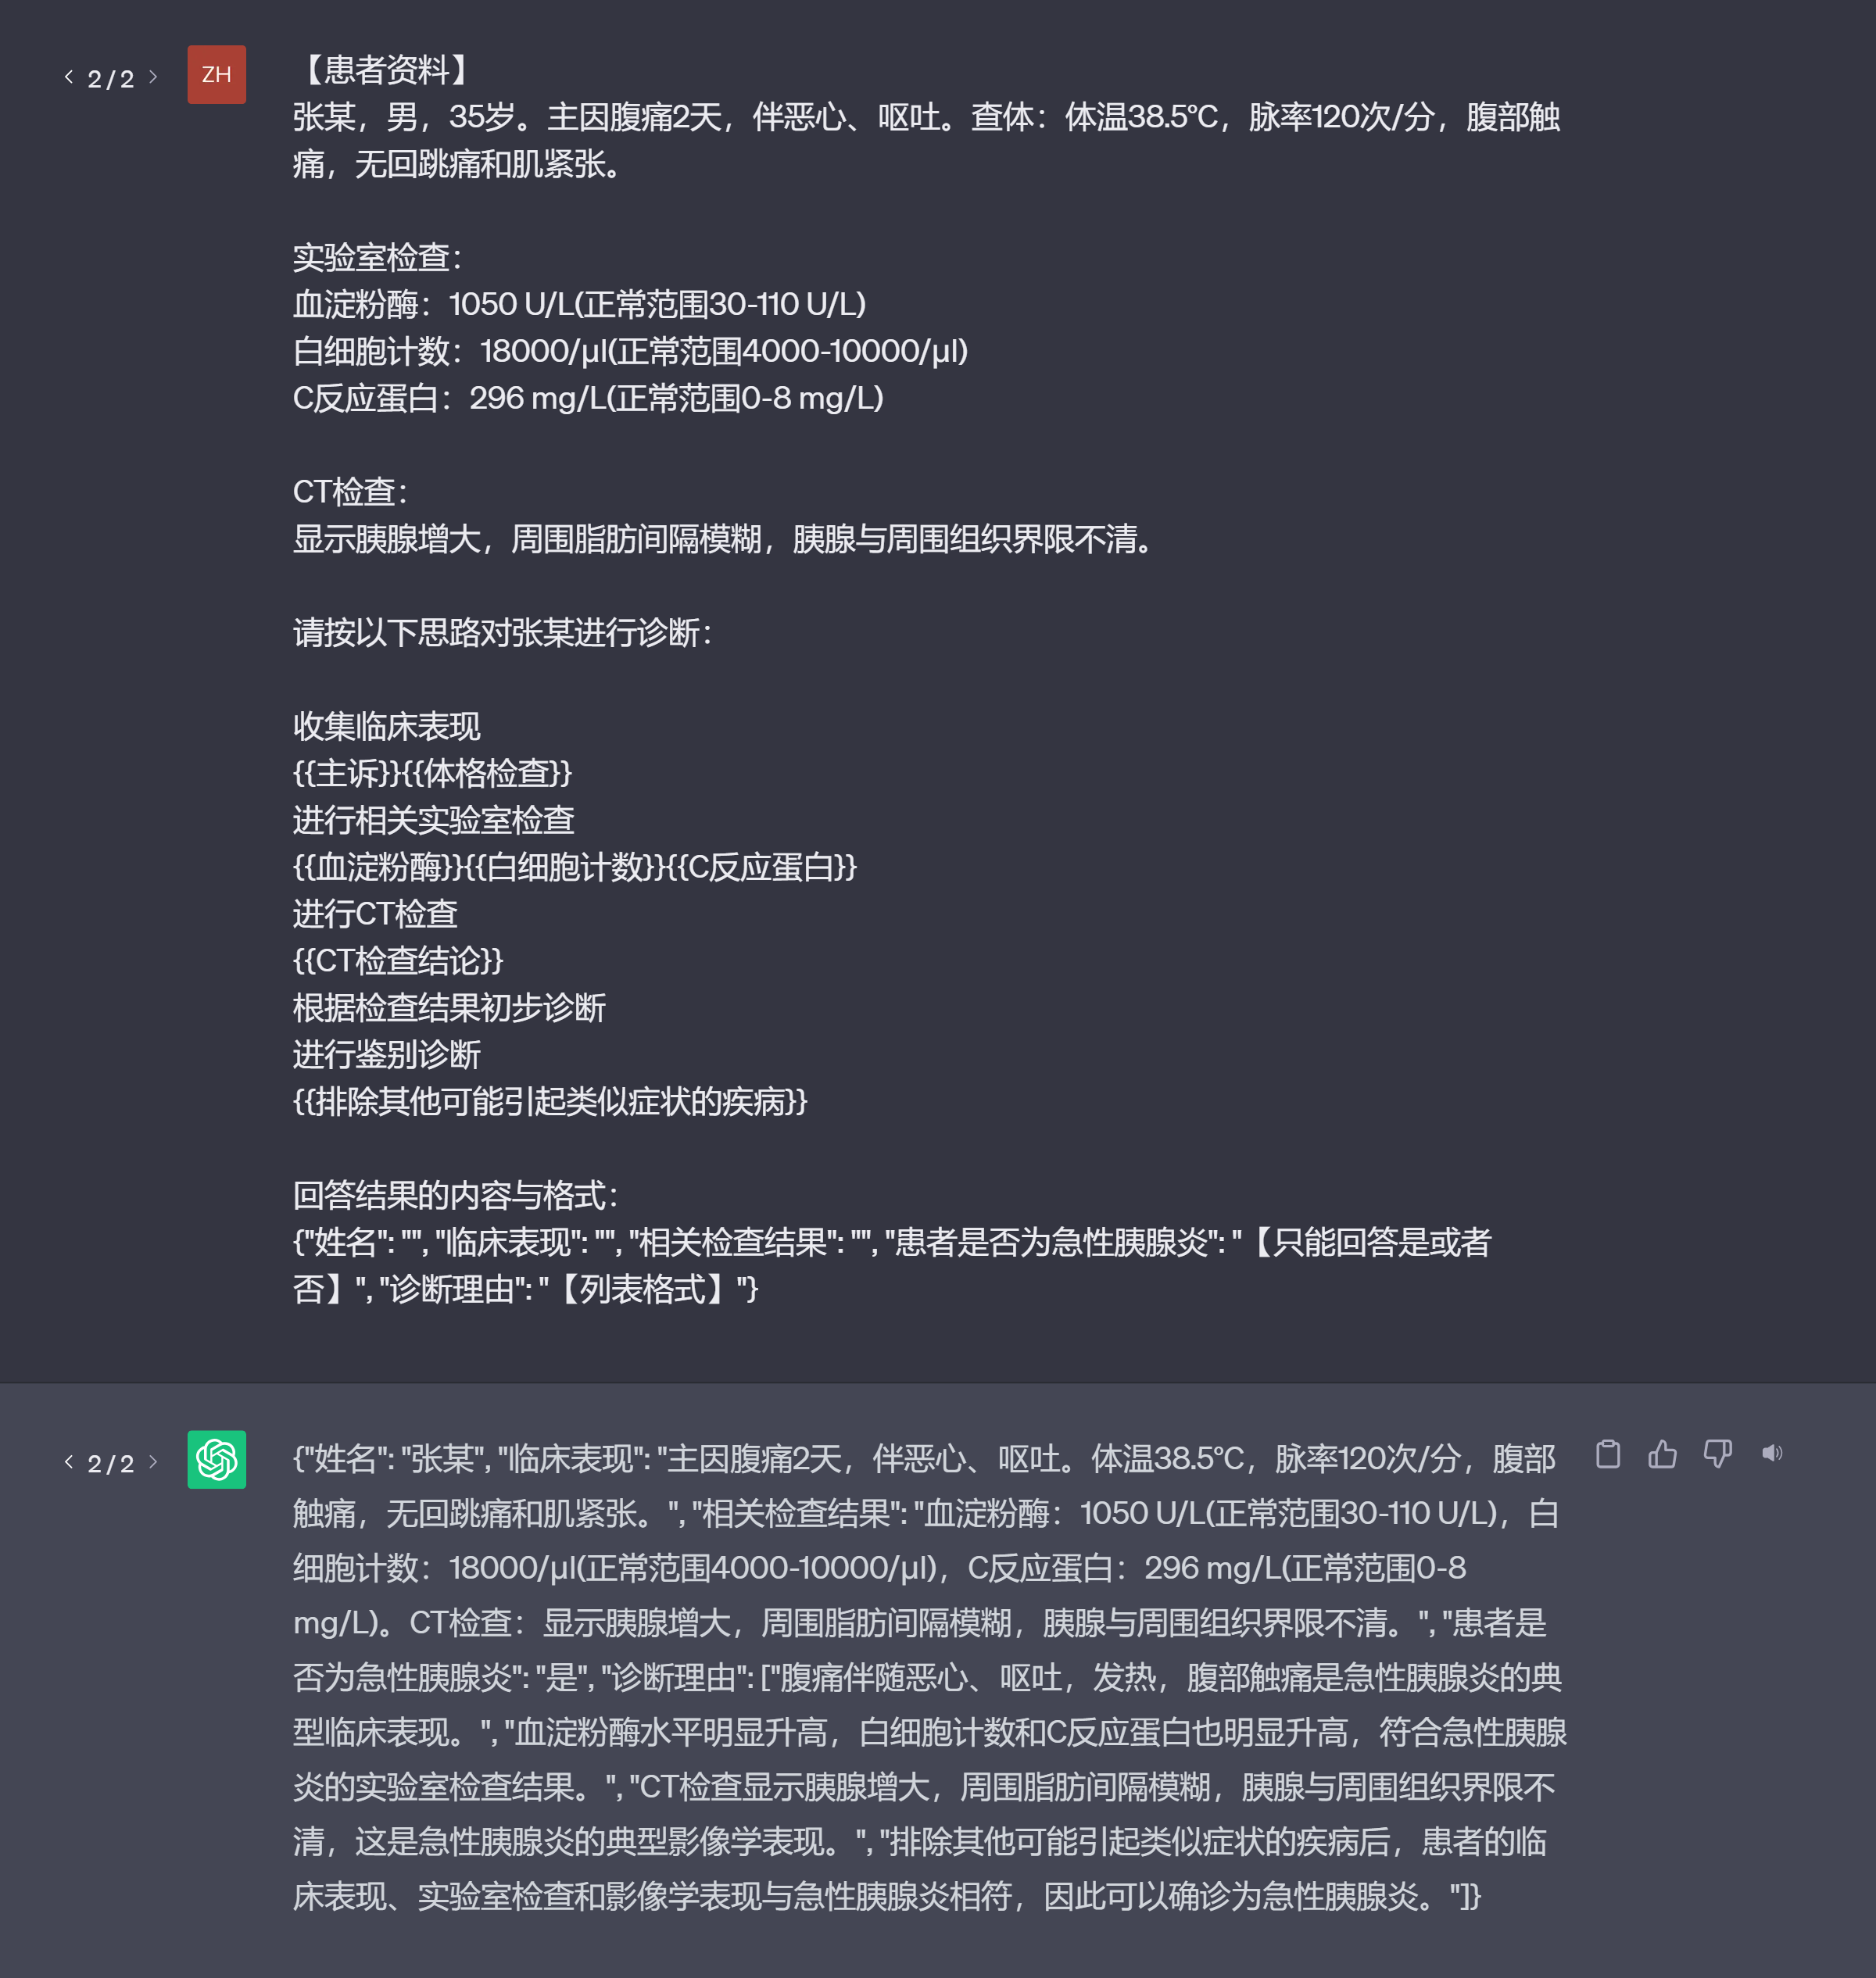 2 / 2
ZH
【患者资料】
张某，男，35岁。主因腹痛2天，伴恶心、呕吐。查体：体温38.5℃，脉率120次/分，腹部触
痛，无回跳痛和肌紧张。
实验室检查：
血淀粉酶：1050 U/L(正常范围30-110 U/L)
白细胞计数：18000/μl(正常范围4000-10000/μl)
C反应蛋白：296 mg/L(正常范围0-8 mg/L)
CT检查：
显示胰腺增大，周围脂肪间隔模糊，胰腺与周围组织界限不清。
请按以下思路对张某进行诊断：
收集临床表现
{{主诉}}{{体格检查}}
进行相关实验室检查
{{血淀粉酶}}{{白细胞计数}}{{C反应蛋白}}
进行CT检查
{{CT检查结论}}
根据检查结果初步诊断
进行鉴别诊断
{{排除其他可能引起类似症状的疾病}}
回答结果的内容与格式：
{"姓名": "", "临床表现": "", "相关检查结果": "", "患者是否为急性胰腺炎": "【只能回答是或者
否】", "诊断理由": "【列表格式】"}
2 / 2
{"姓名": "张某", "临床表现": "主因腹痛2天，伴恶心、呕吐。体温38.5℃，脉率120次/分，腹部
触痛，无回跳痛和肌紧张。", "相关检查结果": "血淀粉酶：1050 U/L(正常范围30-110 U/L)，白
细胞计数：18000/μl(正常范围4000-10000/μl)，C反应蛋白：296 mg/L(正常范围0-8
mg/L)。CT检查：显示胰腺增大，周围脂肪间隔模糊，胰腺与周围组织界限不清。", "患者是
否为急性胰腺炎": "是", "诊断理由": ["腹痛伴随恶心、呕吐，发热，腹部触痛是急性胰腺炎的典
型临床表现。", "血淀粉酶水平明显升高，白细胞计数和C反应蛋白也明显升高，符合急性胰腺
炎的实验室检查结果。", "CT检查显示胰腺增大，周围脂肪间隔模糊，胰腺与周围组织界限不
清，这是急性胰腺炎的典型影像学表现。", "排除其他可能引起类似症状的疾病后，患者的临
床表现、实验室检查和影像学表现与急性胰腺炎相符，因此可以确诊为急性胰腺炎。"]}